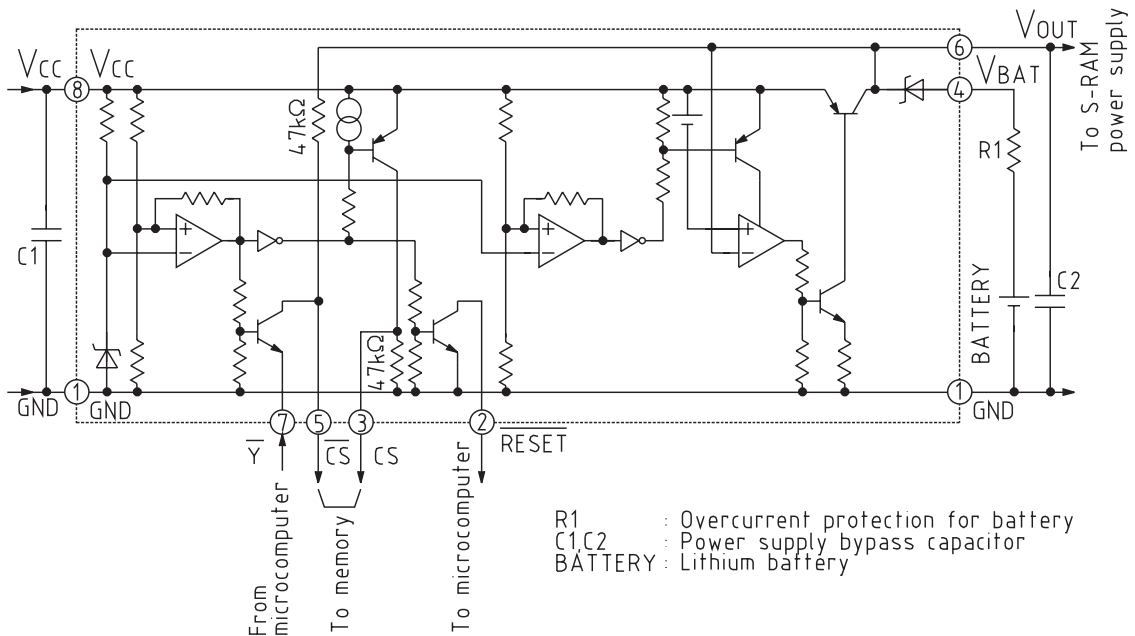 VOUT
To S-RAM
power supply
6
VCC
VCC
8
VBAT
4
47kΩ
R1
+
−
+
−
+
−
C1
C2
BATTERY
47kΩ
1
GND
GND
1
GND
7
5
3
2
Y
CS
CS
RESET
From
microcomputer
To memory
To microcomputer
R1 : Overcurrent protection for battery
C1,C2 : Power supply bypass capacitor
BATTERY : Lithium battery